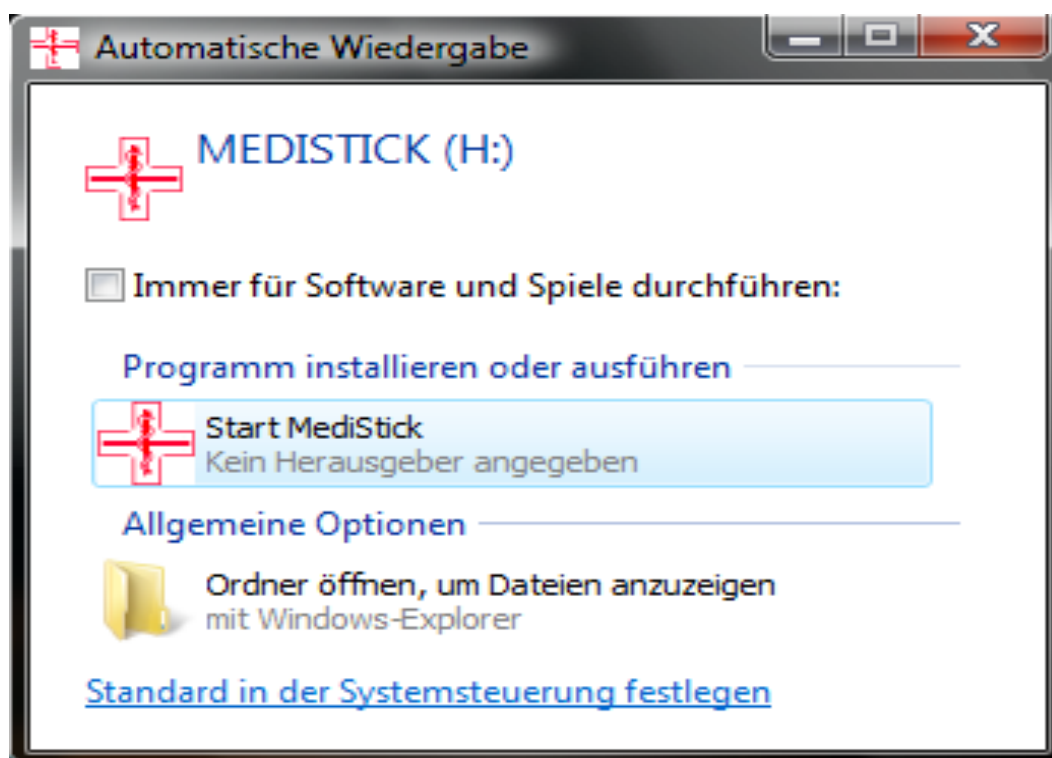 Automatische Wiedergabe
MEDISTICK (H:)
Immer für Software und Spiele durchführen:
Programm installieren oder ausführen
Start MediStick
Kein Herausgeber angegeben
Allgemeine Optionen
Ordner öffnen, um Dateien anzuzeigen
mit Windows-Explorer
Standard in der Systemsteuerung festlegen